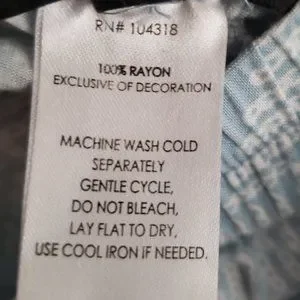 RN# 104318
100% RAYON
EXCLUSIVE OF DECORATION
MACHINE WASH COLD
SEPARATELY
GENTLE CYCLE,
DO NOT BLEACH,
LAY FLAT TO DRY,
USE COOL IRON IF NEEDED.